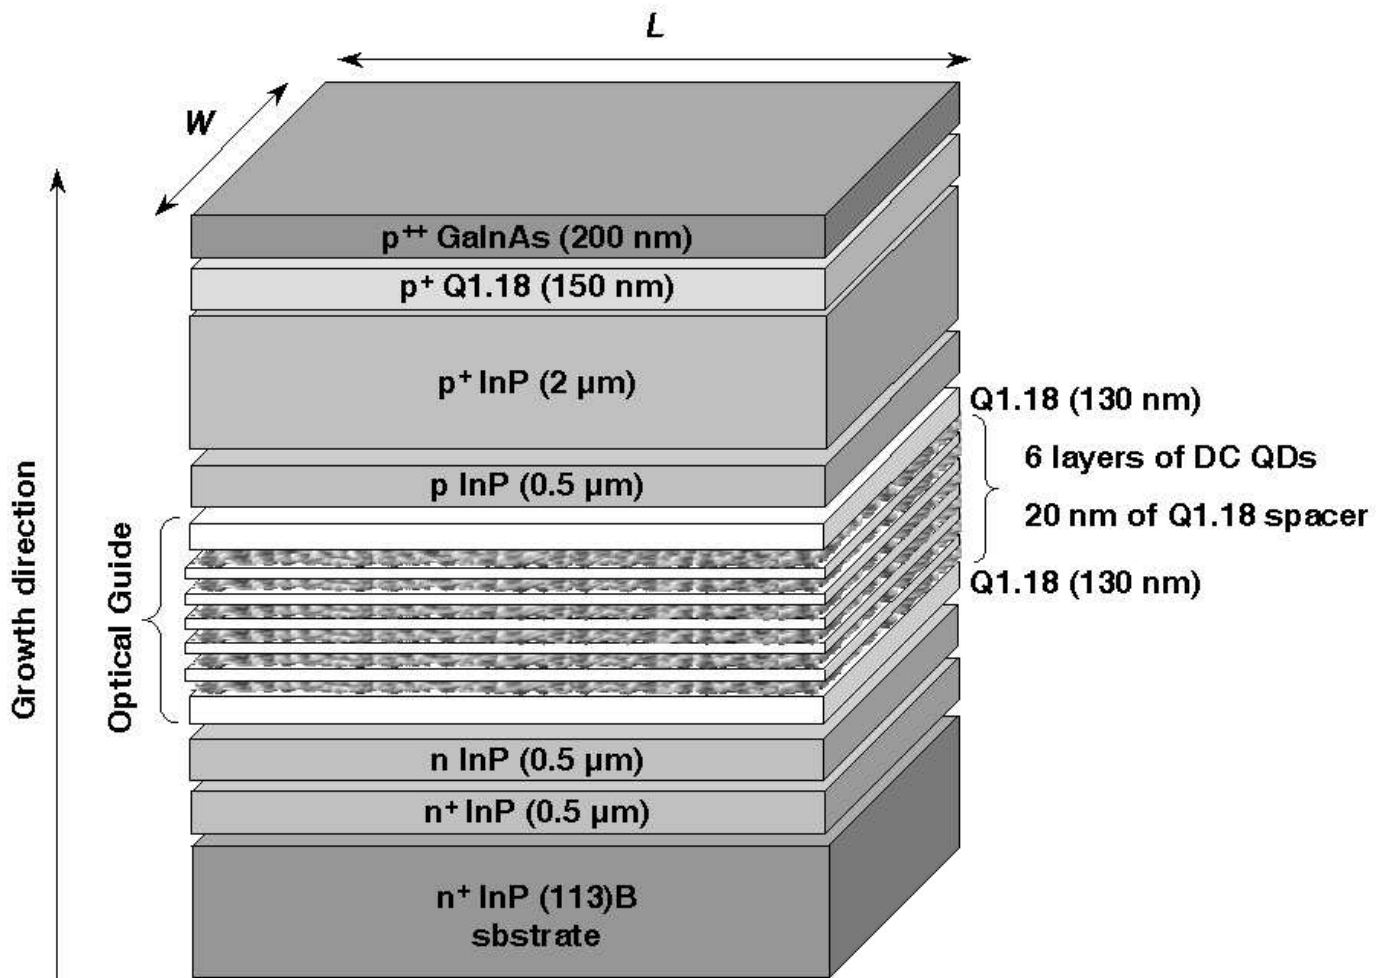 L
W
p⁺⁺ GaInAs (200 nm)
p⁺ Q1.18 (150 nm)
p⁺ InP (2 μm)
Q1.18 (130 nm)
6 layers of DC QDs
p InP (0.5 μm)
20 nm of Q1.18 spacer
Growth direction
Optical Guide
Q1.18 (130 nm)
n InP (0.5 μm)
n⁺ InP (0.5 μm)
n⁺ InP (113)B
sbstrate